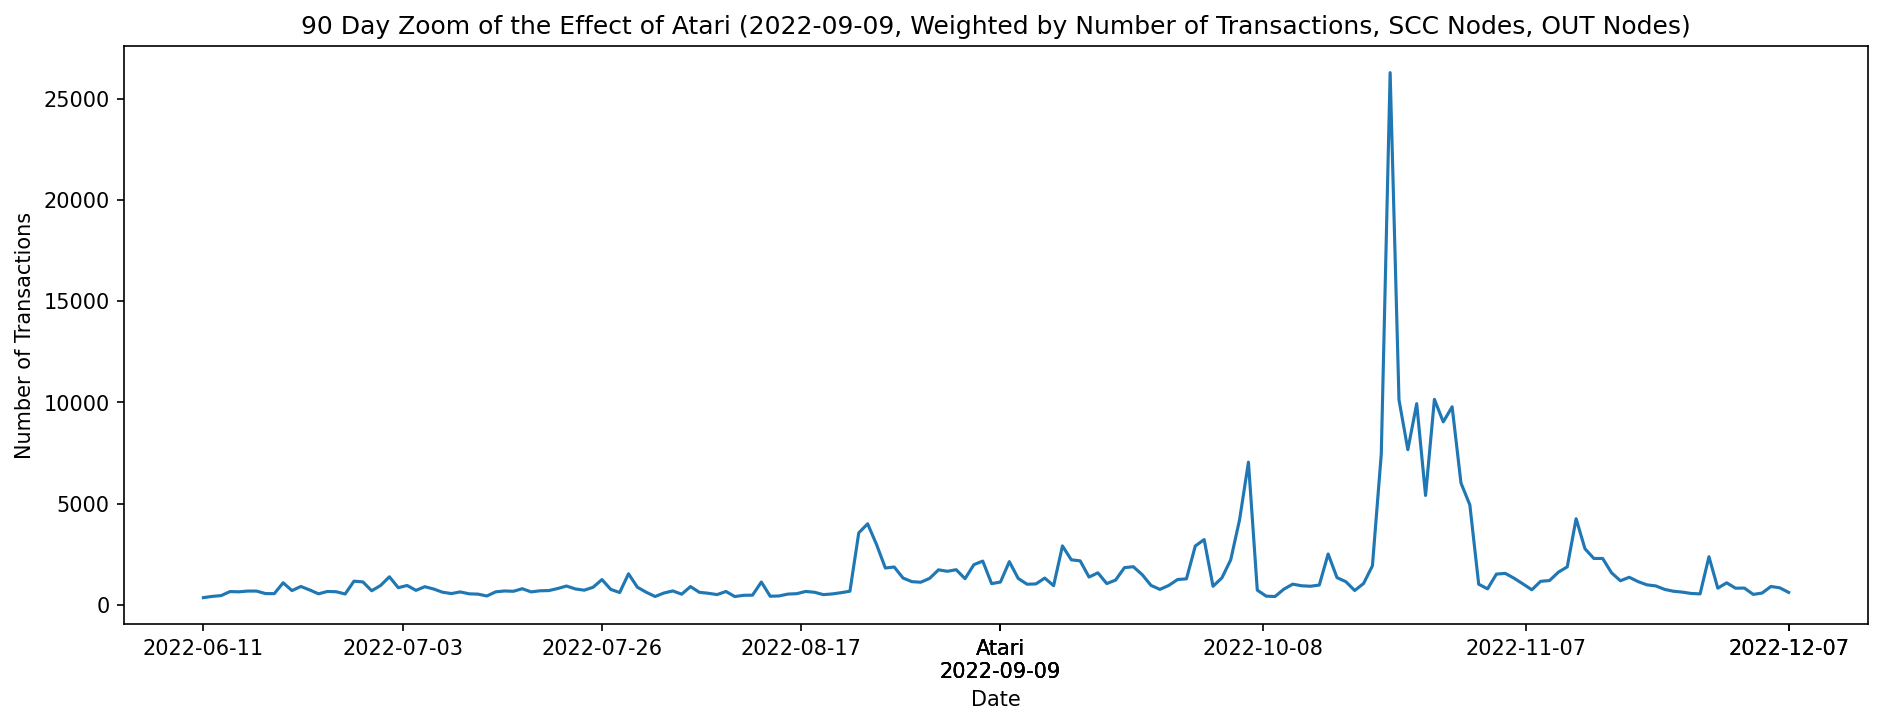 90 Day Zoom of the Effect of Atari (2022-09-09, Weighted by Number of Transactions, SCC Nodes, OUT Nodes)
Number of Transactions
25000
20000
15000
10000
5000
0
2022-06-11 2022-07-03 2022-07-26 2022-08-17 Atari 2022-10-08 2022-11-07 2022-12-07
2022-09-09
Date